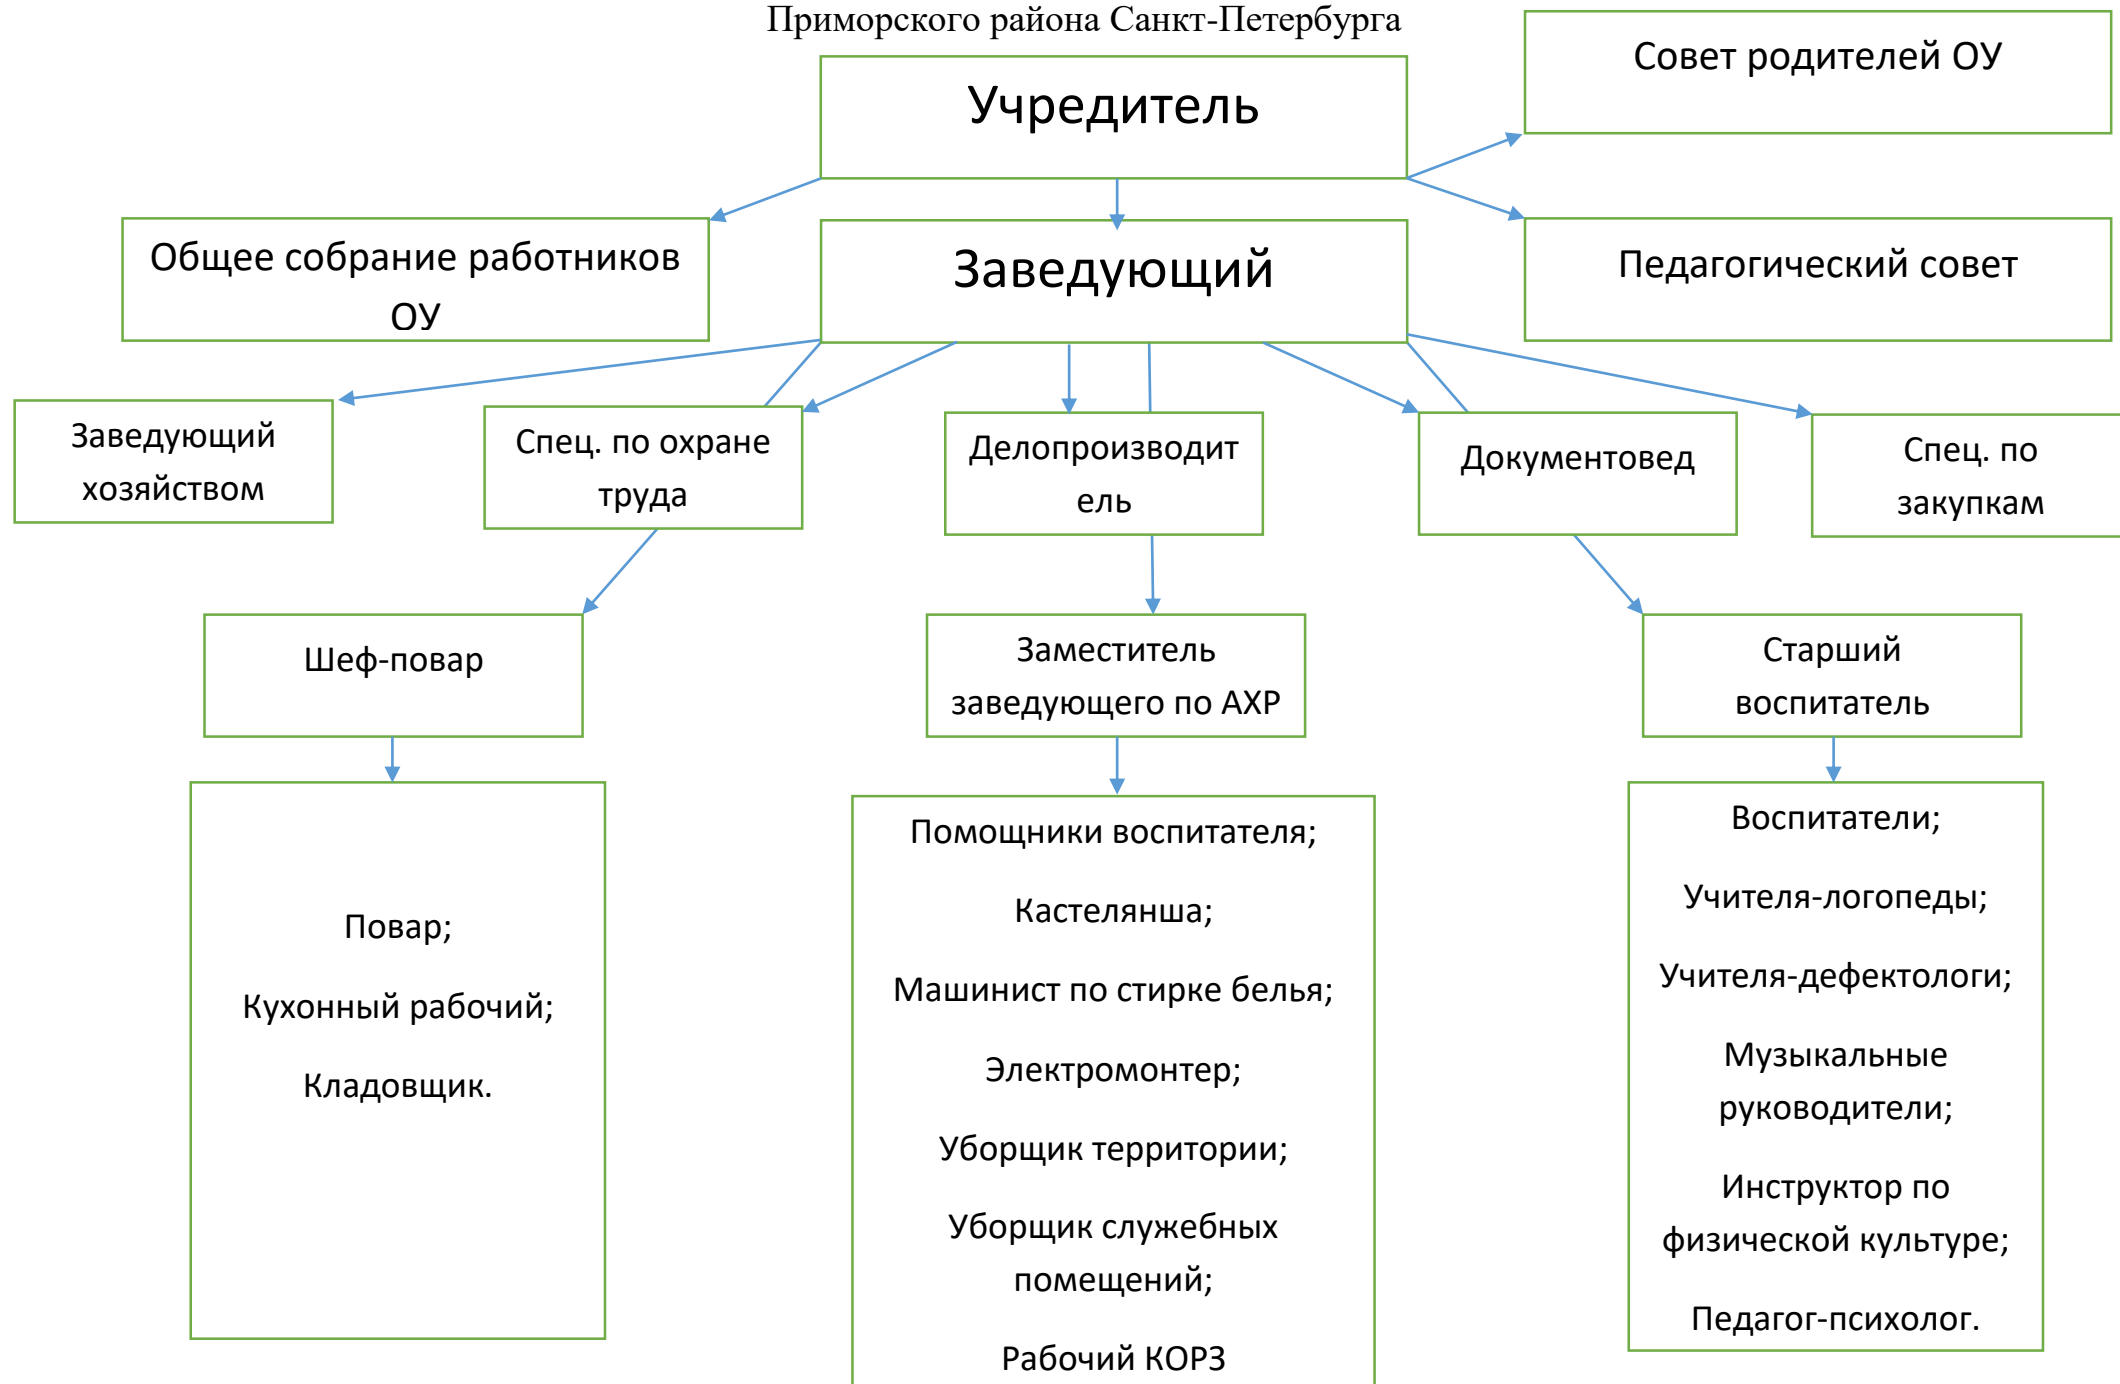 Приморского района Санкт-Петербурга
Совет родителей ОУ
Учредитель
Общее собрание работников
ОУ
Заведующий
Педагогический совет
Заведующий
хозяйством
Спец. по охране
труда
Делопроизводит
ель
Документовед
Спец. по
закупкам
Шеф-повар
Заместитель
заведующего по АХР
Старший
воспитатель
Повар;
Кухонный рабочий;
Кладовщик.
Помощники воспитателя;
Кастелянша;
Машинист по стирке белья;
Электромонтер;
Уборщик территории;
Уборщик служебных
помещений;
Рабочий КОРЗ
Воспитатели;
Учителя-логопеды;
Учителя-дефектологи;
Музыкальные
руководители;
Инструктор по
физической культуре;
Педагог-психолог.